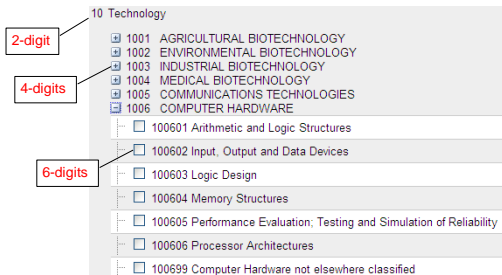 10 Technology
2-digit
1001 AGRICULTURAL BIOTECHNOLOGY
1002 ENVIRONMENTAL BIOTECHNOLOGY
1003 INDUSTRIAL BIOTECHNOLOGY
1004 MEDICAL BIOTECHNOLOGY
4-digits
1005 COMMUNICATIONS TECHNOLOGIES
1006 COMPUTER HARDWARE
100601 Arithmetic and Logic Structures
100602 Input, Output and Data Devices
6-digits
100603 Logic Design
100604 Memory Structures
100605 Performance Evaluation; Testing and Simulation of Reliability
100606 Processor Architectures
100699 Computer Hardware not elsewhere classified